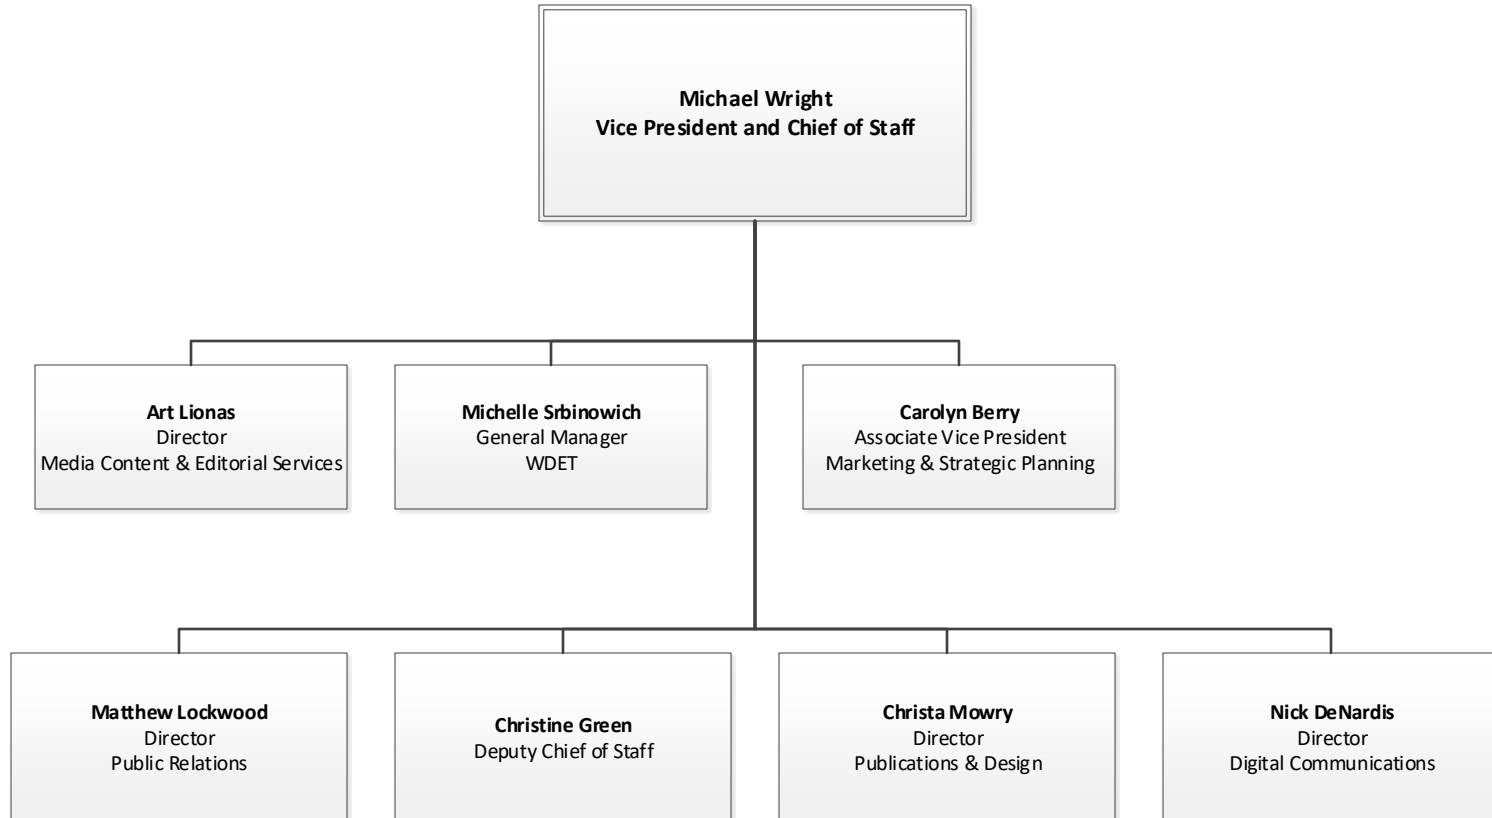 Michael Wright
Vice President and Chief of Staff
Art Lionas
Director
Media Content & Editorial Services
Michelle Srbinowich
General Manager
WDET
Carolyn Berry
Associate Vice President
Marketing & Strategic Planning
Matthew Lockwood
Director
Public Relations
Christine Green
Deputy Chief of Staff
Christa Mowry
Director
Publications & Design
Nick DeNardis
Director
Digital Communications